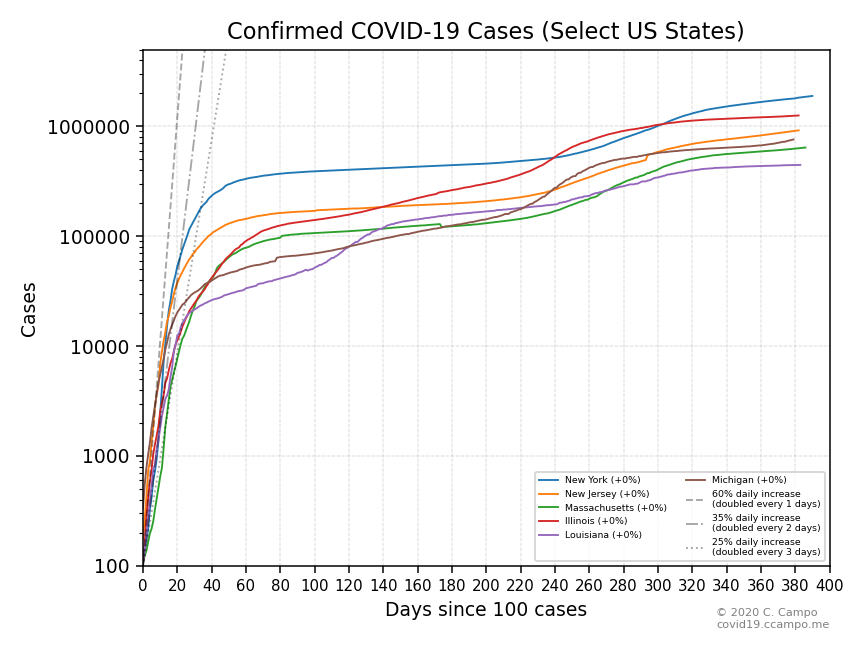 Confirmed COVID-19 Cases (Select US States)
Cases
1000000
100000
10000
1000
100
0 20 40 60 80 100 120 140 160 180 200 220 240 260 280 300 320 340 360 380 400
Days since 100 cases
New York (+0%)
New Jersey (+0%)
Massachusetts (+0%)
Illinois (+0%)
Louisiana (+0%)
Michigan (+0%)
60% daily increase
(doubled every 1 days)
35% daily increase
(doubled every 2 days)
25% daily increase
(doubled every 3 days)
© 2020 C. Campo
covid19.ccampo.me